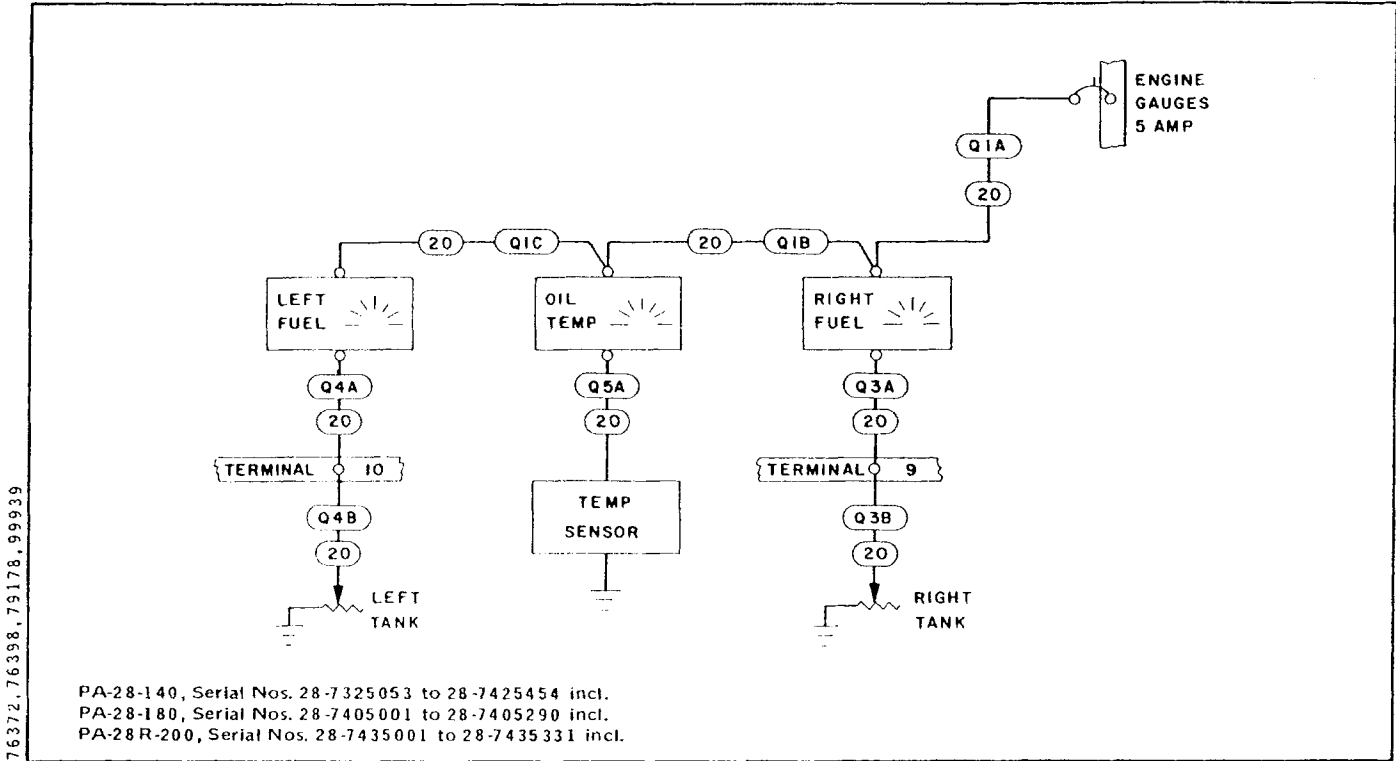 ENGINE
GAUGES
5 AMP
Q1A
20
20
Q1C
20
Q1B
LEFT
FUEL
OIL
TEMP
RIGHT
FUEL
Q4A
Q5A
Q3A
20
20
20
TERMINAL 10
TERMINAL 9
TEMP
SENSOR
Q4B
Q3B
20
20
LEFT
TANK
RIGHT
TANK
PA-28-140, Serial Nos. 28-7325053 to 28-7425454 incl.
PA-28-180, Serial Nos. 28-7405001 to 28-7405290 incl.
PA-28R-200, Serial Nos. 28-7435001 to 28-7435331 incl.
76372, 76398, 79178, 99939